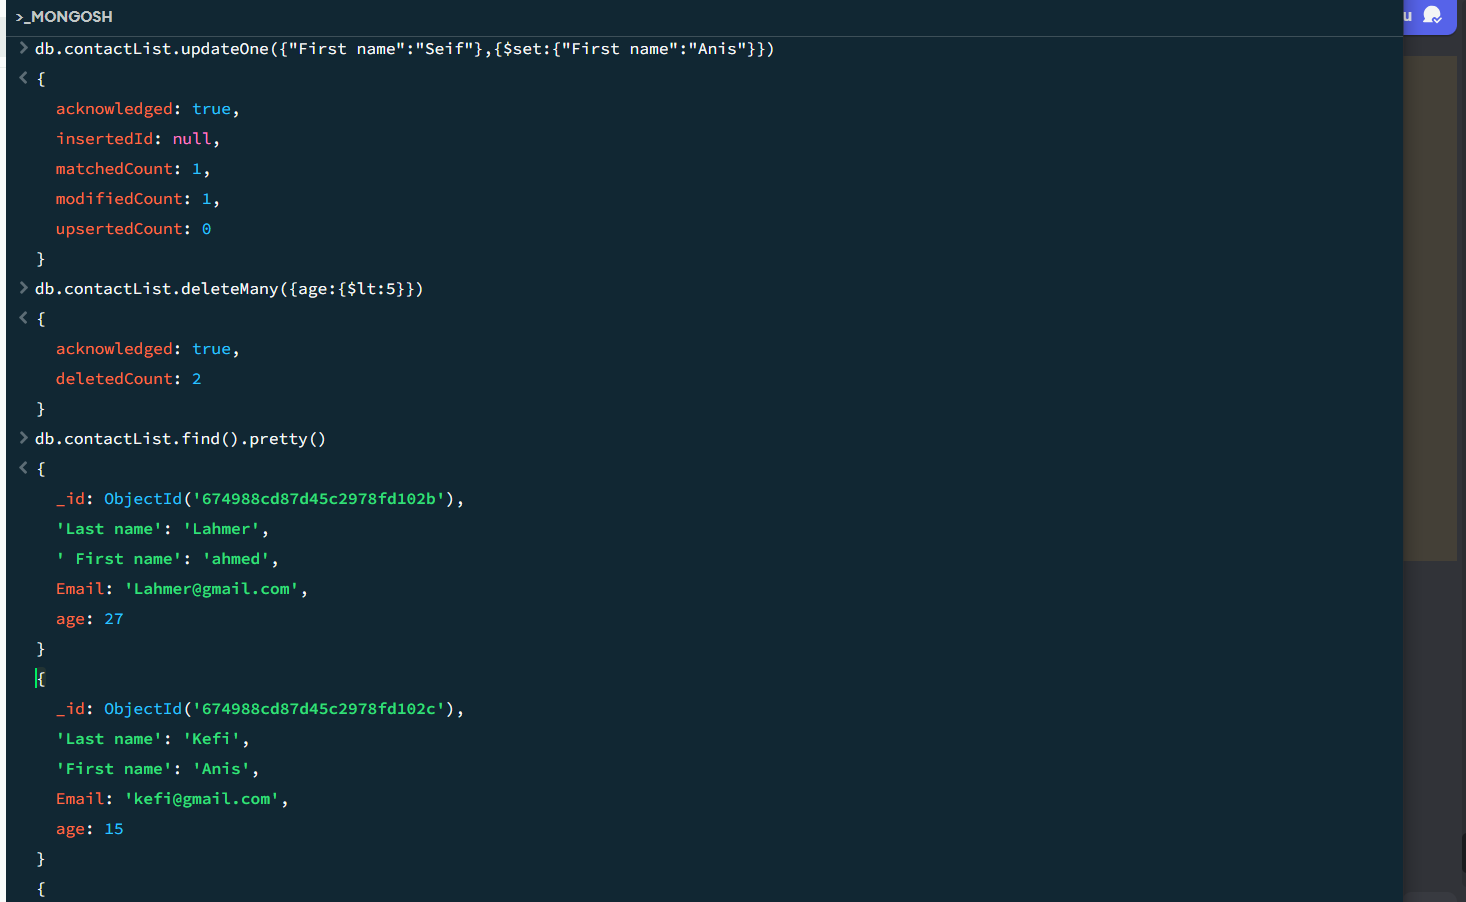 >_MONGOSH
u
> db.contactList.updateOne({"First name":"Seif"},{$set:{"First name":"Anis"}})
< {
acknowledged: true,
insertedId: null,
matchedCount: 1,
modifiedCount: 1,
upsertedCount: 0
}
> db.contactList.deleteMany({age:{$lt:5}})
< {
acknowledged: true,
deletedCount: 2
}
> db.contactList.find().pretty()
< {
_id: ObjectId('674988cd87d45c2978fd102b'),
'Last name': 'Lahmer',
' First name': 'ahmed',
Email: 'Lahmer@gmail.com',
age: 27
}
{
_id: ObjectId('674988cd87d45c2978fd102c'),
'Last name': 'Kefi',
'First name': 'Anis',
Email: 'kefi@gmail.com',
age: 15
}
{